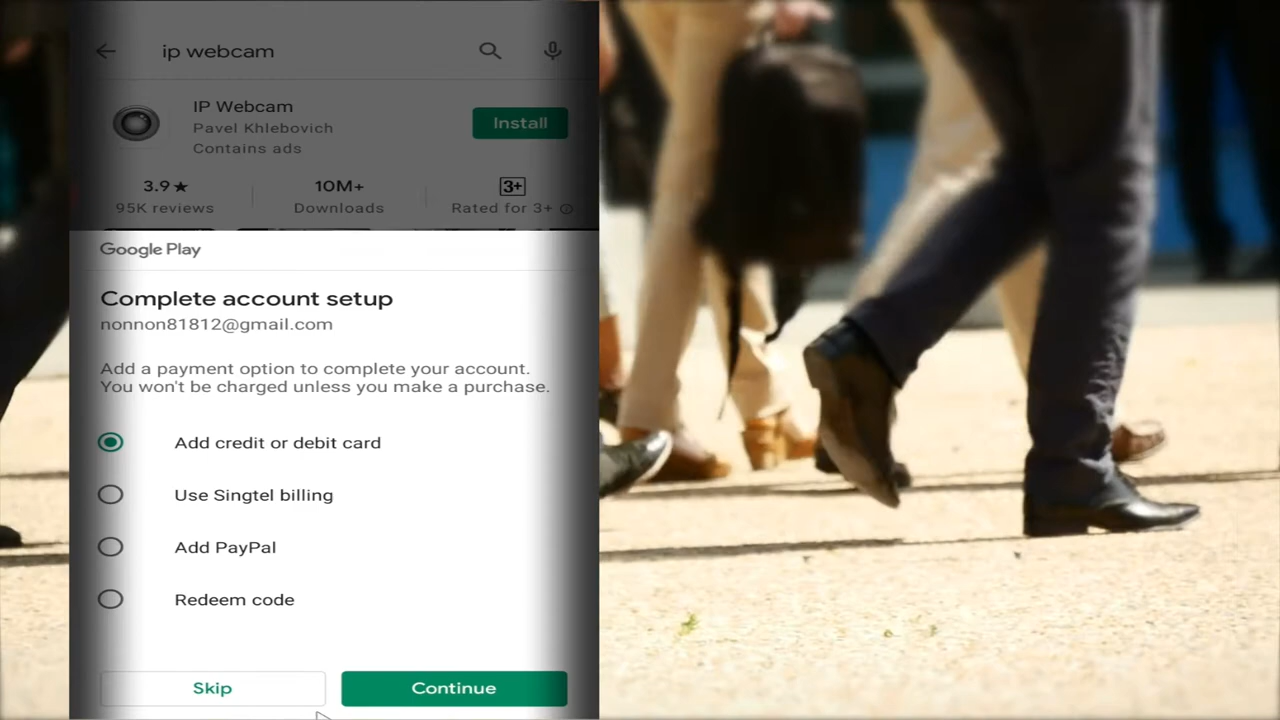 ip webcam
IP Webcam
Pavel Khlebovich
Contains ads
Install
3.9★
10M+
3+
95K reviews
Downloads
Rated for 3+
Google Play
Complete account setup
nonnon81812@gmail.com
Add a payment option to complete your account.
You won't be charged unless you make a purchase.
Add credit or debit card
Use Singtel billing
Add PayPal
Redeem code
Skip
Continue